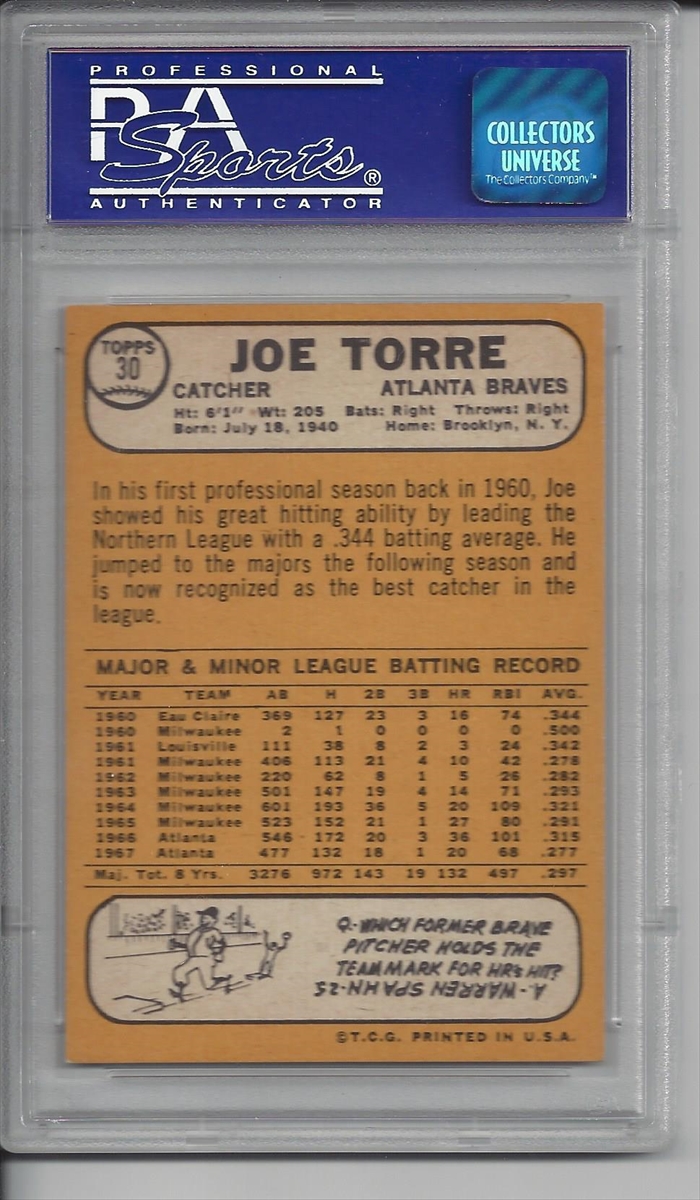 PROFESSIONAL
PSA
Sports®
AUTHENTICATOR
COLLECTORS
UNIVERSE
The Collectors Company™
TOPPS
30
JOE TORRE
CATCHER ATLANTA BRAVES
Ht: 6'1" Wt: 205 Bats: Right Throws: Right
Born: July 18, 1940 Home: Brooklyn, N. Y.
In his first professional season back in 1960, Joe
showed his great hitting ability by leading the
Northern League with a .344 batting average. He
jumped to the majors the following season and
is now recognized as the best catcher in the
league.
MAJOR & MINOR LEAGUE BATTING RECORD
YEAR TEAM AB H 2B 3B HR RBI AVG.
1960 Eau Claire 369 127 23 3 16 74 .344
1960 Milwaukee 2 1 0 0 0 0 .500
1961 Louisville 111 38 8 2 3 24 .342
1961 Milwaukee 406 113 21 4 10 42 .278
1962 Milwaukee 220 62 8 1 5 26 .282
1963 Milwaukee 501 147 19 4 14 71 .293
1964 Milwaukee 601 193 36 5 20 109 .321
1965 Milwaukee 523 152 21 1 27 80 .291
1966 Atlanta 546 172 20 3 36 101 .315
1967 Atlanta 477 132 18 1 20 68 .277
Maj. Tot. 8 Yrs. 3276 972 143 19 132 497 .297
Q-WHICH FORMER BRAVE
PITCHER HOLDS THE
TEAM MARK FOR HR's HIT?
A-WARREN SPAHN-25
©T.C.G. PRINTED IN U.S.A.